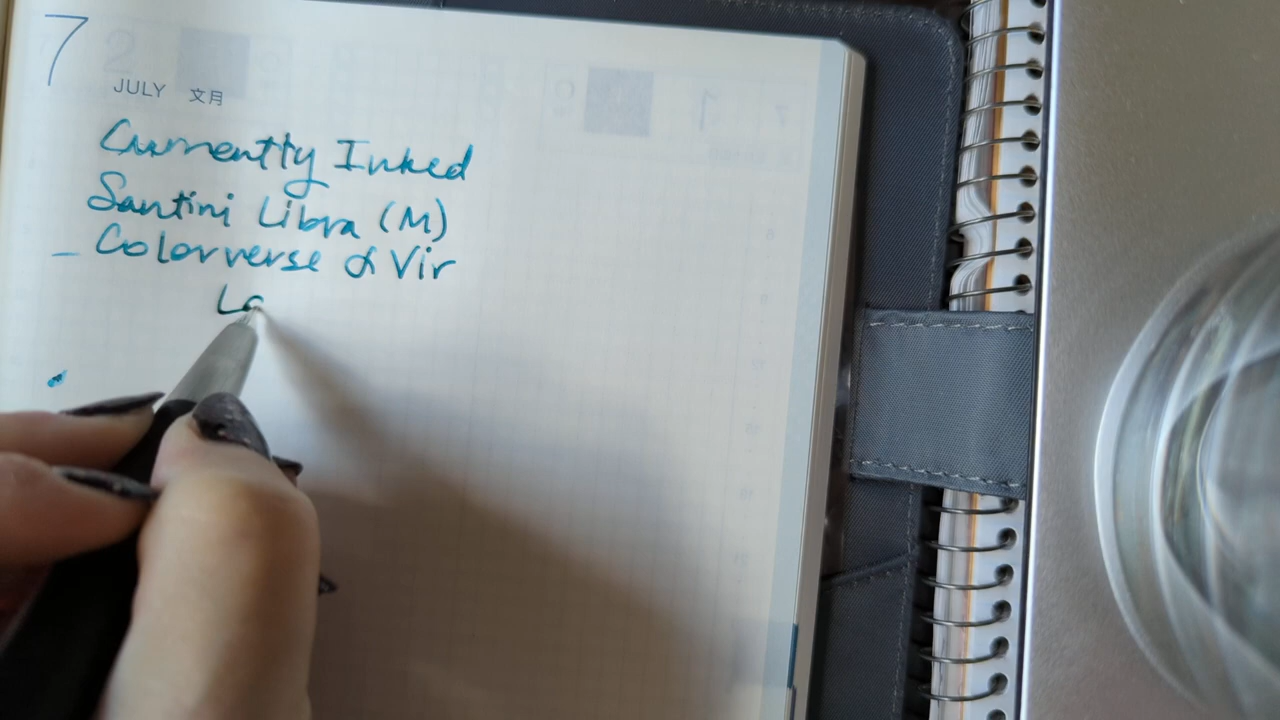 7
JULY 文月
Currently Inked
Santini Libra (M)
- Colorverse α Vir
La